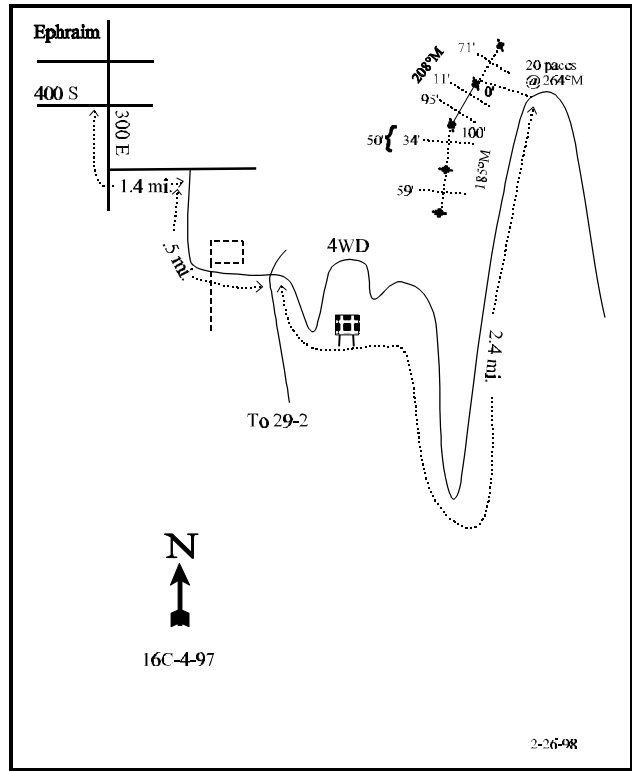 Ephraim
400 S
300 E
1.4 mi.
.5 mi.
To 29-2
4WD
2.4 mi.
208°M
71'
11'
0'
95'
100'
50'{ 34'
59'
185°M
20 paces
@ 264°M
N
16C-4-97
2-26-98